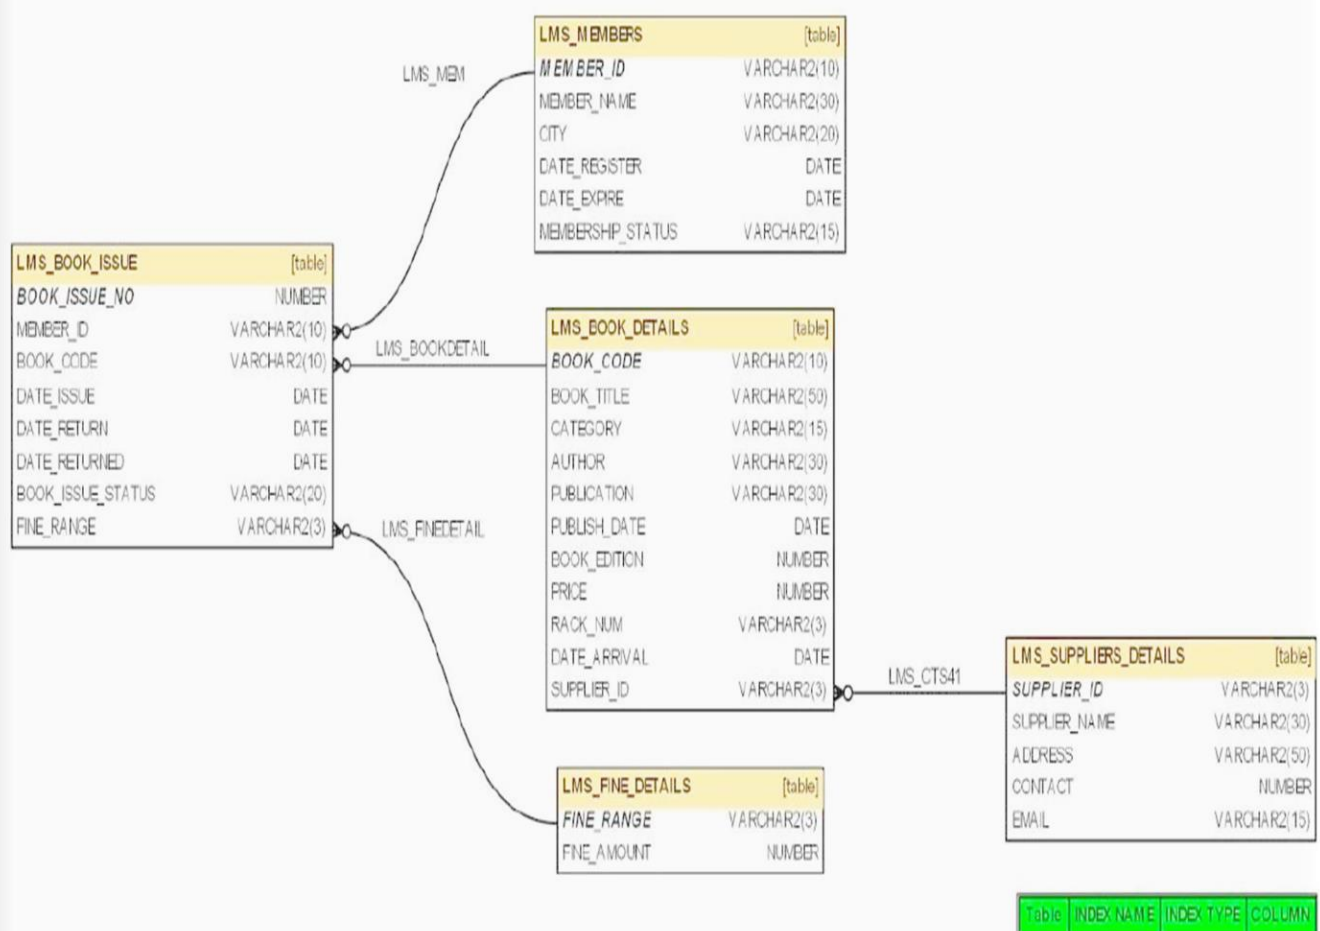 LMS_MEMBERS [table]
MEMBER_ID VARCHAR2(10)
MEMBER_NAME VARCHAR2(30)
CITY VARCHAR2(20)
DATE_REGISTER DATE
DATE_EXPIRE DATE
MEMBERSHIP_STATUS VARCHAR2(15)
LMS_MEM
LMS_BOOK_ISSUE [table]
BOOK_ISSUE_NO NUMBER
MEMBER_ID VARCHAR2(10)
BOOK_CODE VARCHAR2(10)
DATE_ISSUE DATE
DATE_RETURN DATE
DATE_RETURNED DATE
BOOK_ISSUE_STATUS VARCHAR2(20)
FINE_RANGE VARCHAR2(3)
LMS_BOOKDETAIL
LMS_FINEDETAIL
LMS_BOOK_DETAILS [table]
BOOK_CODE VARCHAR2(10)
BOOK_TITLE VARCHAR2(50)
CATEGORY VARCHAR2(15)
AUTHOR VARCHAR2(30)
PUBLICATION VARCHAR2(30)
PUBLISH_DATE DATE
BOOK_EDITION NUMBER
PRICE NUMBER
RACK_NUM VARCHAR2(3)
DATE_ARRIVAL DATE
SUPPLIER_ID VARCHAR2(3)
LMS_CTS41
LMS_SUPPLIERS_DETAILS [table]
SUPPLIER_ID VARCHAR2(3)
SUPPLIER_NAME VARCHAR2(30)
ADDRESS VARCHAR2(50)
CONTACT NUMBER
EMAIL VARCHAR2(15)
LMS_FINE_DETAILS [table]
FINE_RANGE VARCHAR2(3)
FINE_AMOUNT NUMBER
Table INDEX NAME INDEX TYPE COLUMN